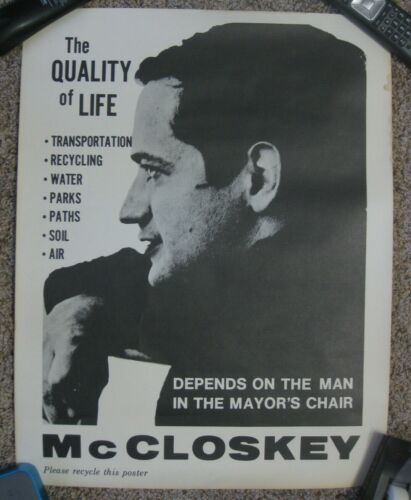 The
QUALITY
of LIFE
• TRANSPORTATION
• RECYCLING
• WATER
• PARKS
• PATHS
• SOIL
• AIR
DEPENDS ON THE MAN
IN THE MAYOR'S CHAIR
McCLOSKEY
Please recycle this poster